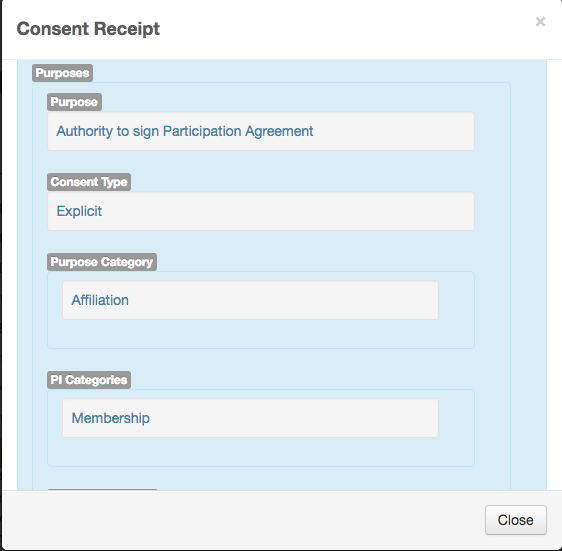 Consent Receipt
×
Purposes
Purpose
Authority to sign Participation Agreement
Consent Type
Explicit
Purpose Category
Affiliation
PI Categories
Membership
Close